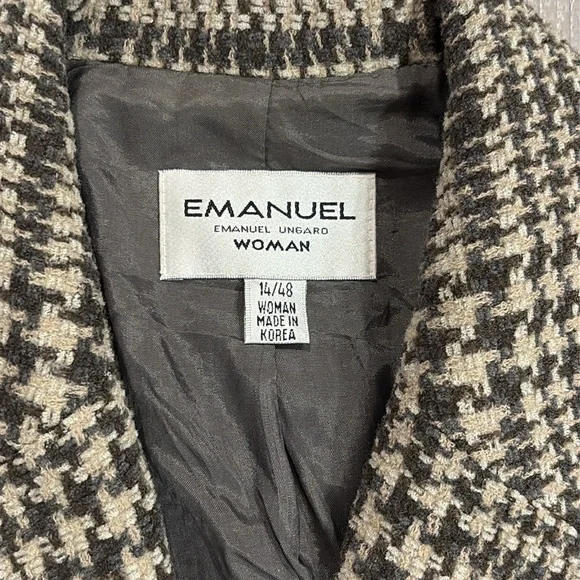 EMANUEL
EMANUEL UNGARO
WOMAN
14/48
WOMAN
MADE IN
KOREA